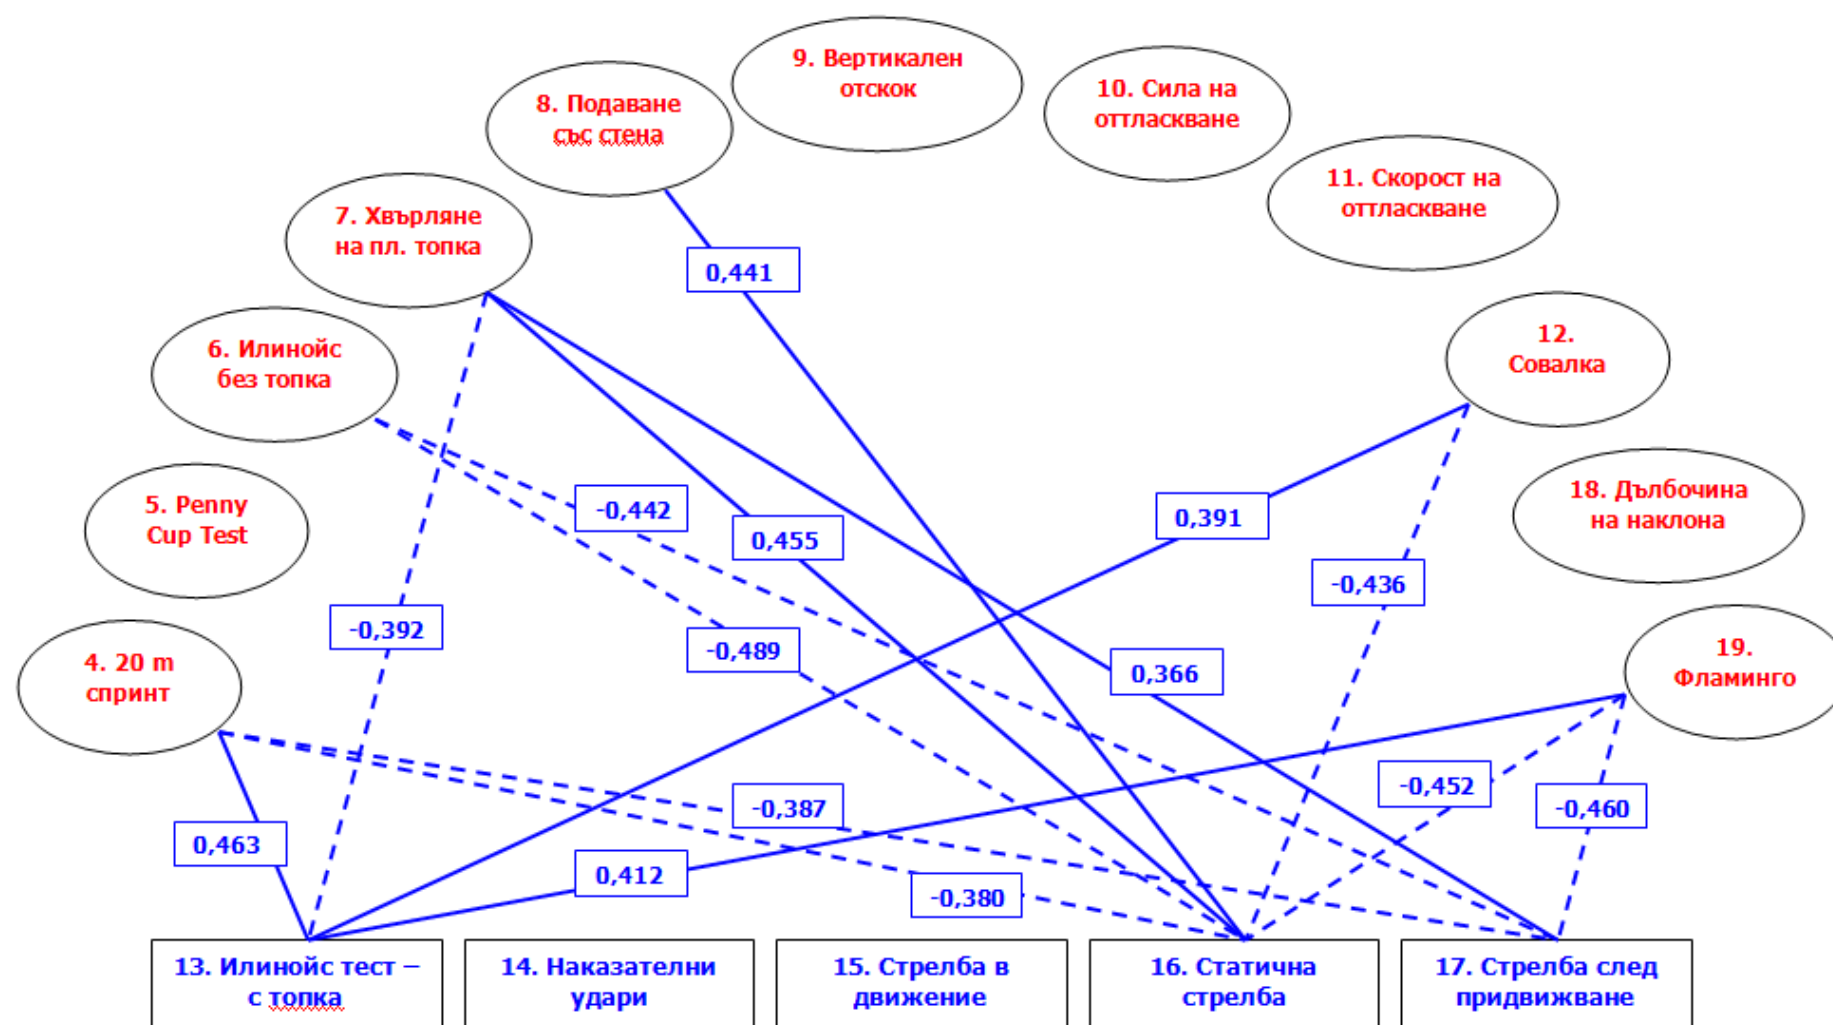 9. Вертикален
отскок
8. Подаване
със стена
10. Сила на
оттласкване
11. Скорост на
оттласкване
7. Хвърляне
на пл. топка
0,441
6. Илинойс
без топка
12.
Совалка
5. Penny
Cup Test
-0,442
0,455
0,391
18. Дълбочина
на наклона
-0,436
-0,392
-0,489
4. 20 m
спринт
0,366
19.
Фламинго
-0,387
-0,452
-0,460
0,463
0,412
-0,380
13. Илинойс тест –
с топка
14. Наказателни
удари
15. Стрелба в
движение
16. Статична
стрелба
17. Стрелба след
придвижване